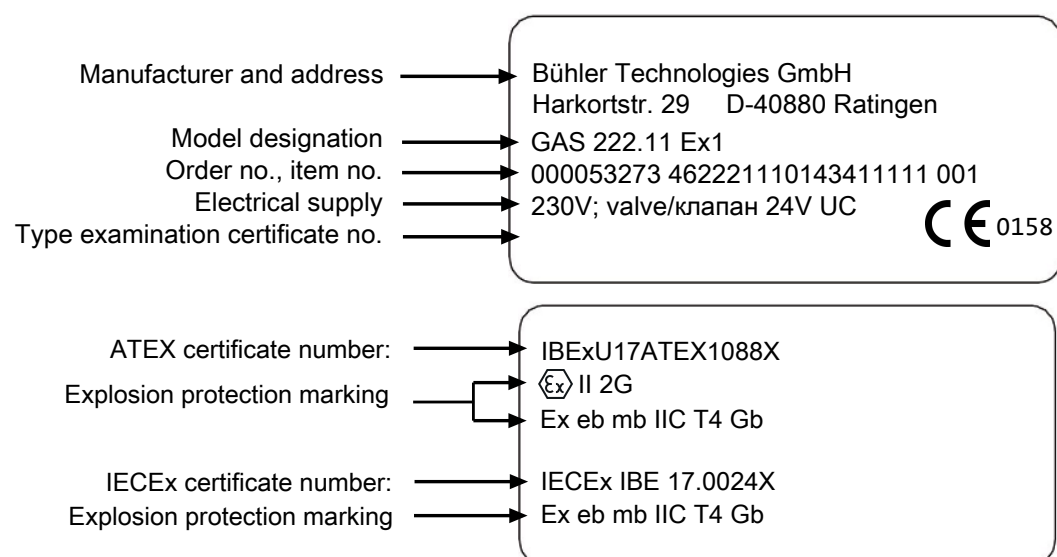 Manufacturer and address Bühler Technologies GmbH
Harkortstr. 29 D-40880 Ratingen
Model designation GAS 222.11 Ex1
Order no., item no. 000053273 462221110143411111 001
Electrical supply 230V; valve/клапан 24V UC
Type examination certificate no. CE 0158
ATEX certificate number: IBExU17ATEX1088X
Explosion protection marking Ex II 2G
Ex eb mb IIC T4 Gb
IECEx certificate number: IECEx IBE 17.0024X
Explosion protection marking Ex eb mb IIC T4 Gb